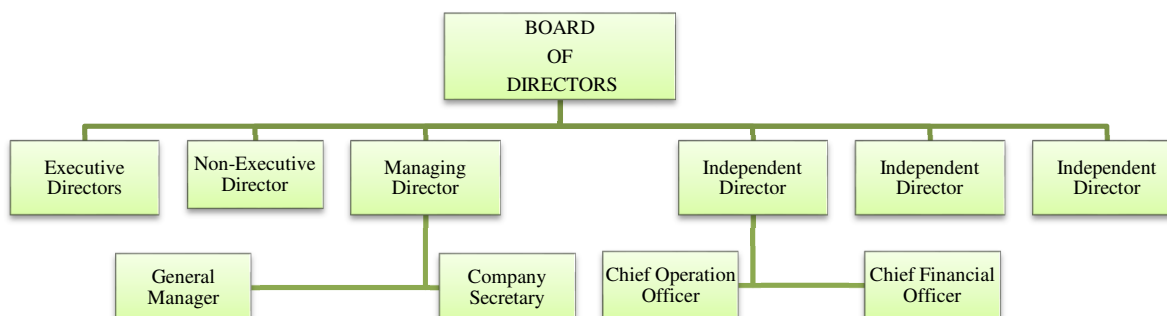 BOARD
OF
DIRECTORS
Executive
Directors
Non-Executive
Director
Managing
Director
Independent
Director
Independent
Director
Independent
Director
General
Manager
Company
Secretary
Chief Operation
Officer
Chief Financial
Officer